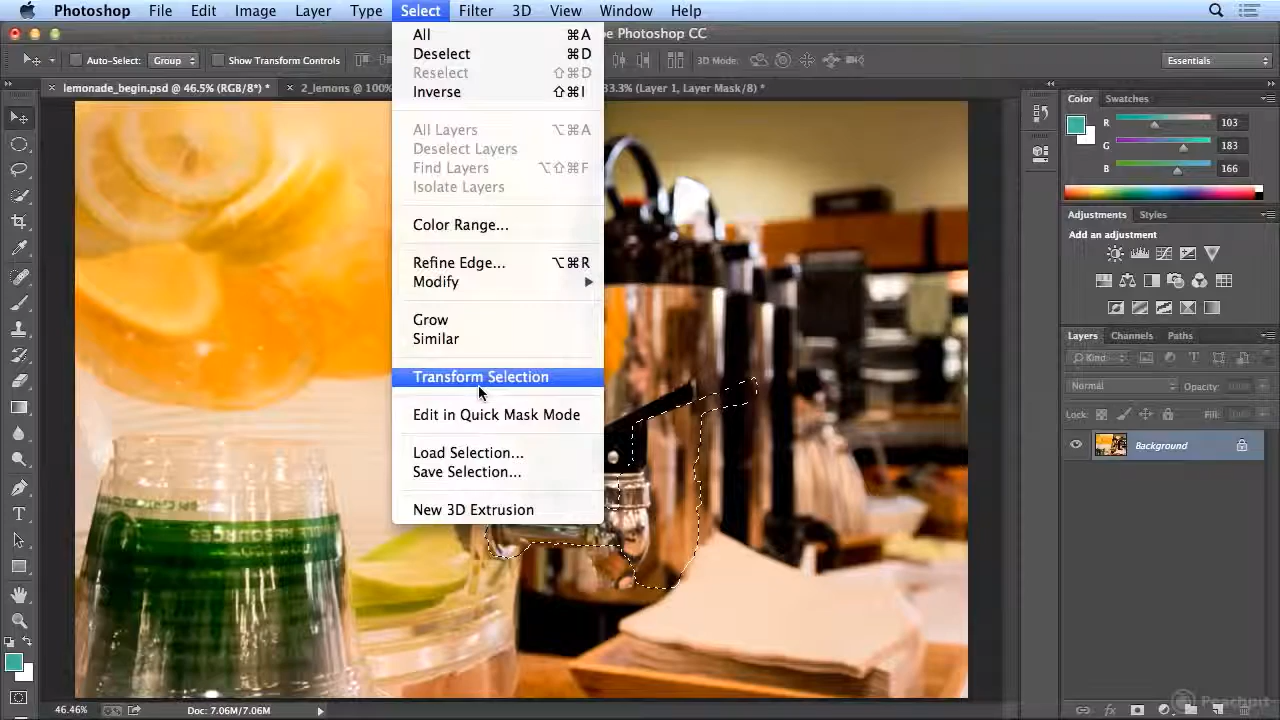 Photoshop File Edit Image Layer Type Select Filter 3D View Window Help
Photoshop CC
Auto-Select: Group Show Transform Controls 3D Mode: Essentials
lemonade_begin.psd @ 46.5% (RGB/8*) * 2_lemons @ 100% 33.3% (Layer 1, Layer Mask/8) *
All ⌘A
Deselect ⌘D
Reselect ⇧⌘D
Inverse ⇧⌘I
All Layers ⌥⌘A
Deselect Layers
Find Layers ⌥⇧⌘F
Isolate Layers
Color Range...
Refine Edge... ⌥⌘R
Modify
Grow
Similar
Transform Selection
Edit in Quick Mask Mode
Load Selection...
Save Selection...
New 3D Extrusion
Color Swatches
R 103
G 183
B 166
Adjustments Styles
Add an adjustment
Layers Channels Paths
Kind
Normal Opacity:
Lock: Fill:
Background
46.46% Doc: 7.06M/7.06M
Peachpit